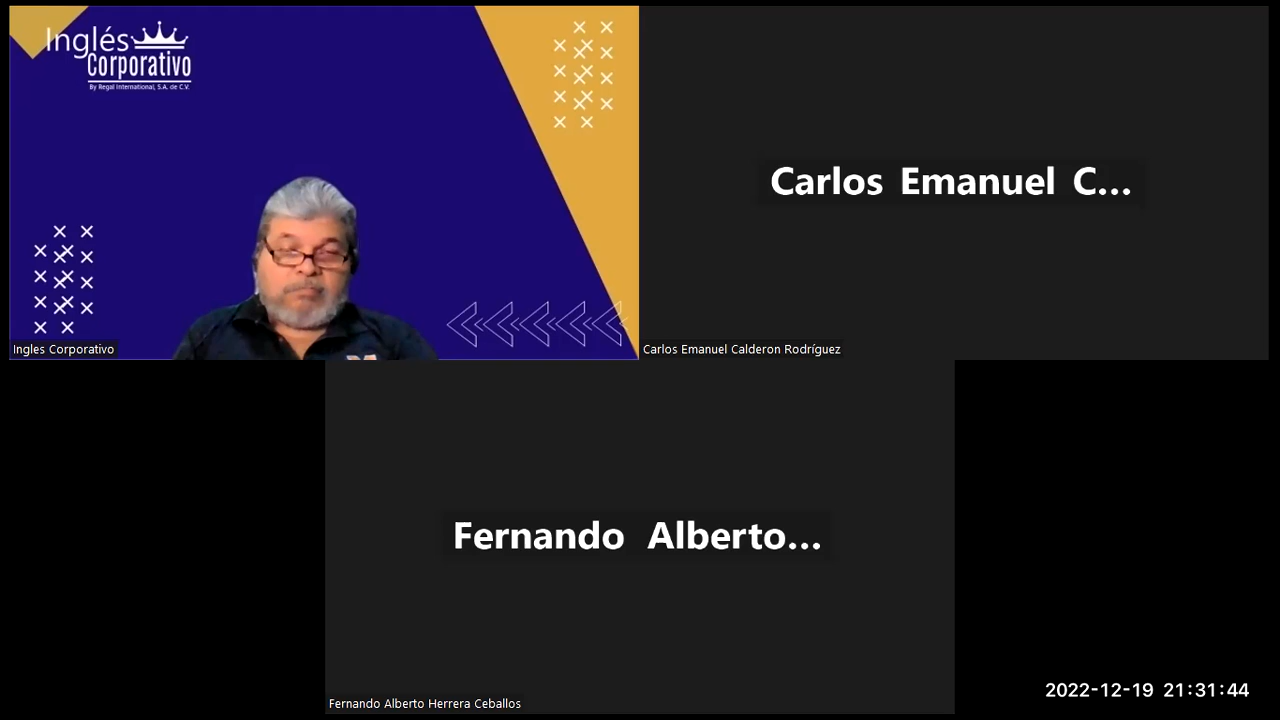 Inglés
Corporativo
By Regal International, S.A. de C.V.
Ingles Corporativo
Carlos Emanuel C...
Carlos Emanuel Calderon Rodríguez
Fernando Alberto...
Fernando Alberto Herrera Ceballos
2022-12-19 21:31:44